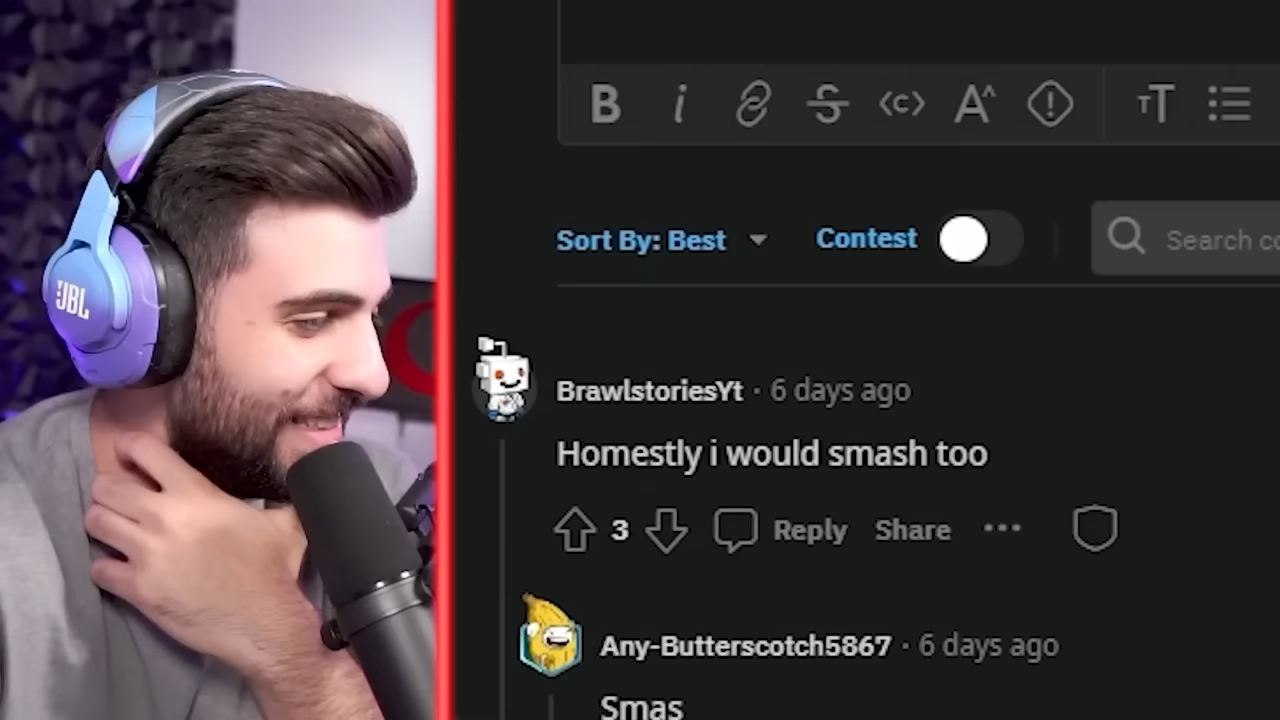 JBL
B i S <c> A^ ! TT
Sort By: Best Contest Search co
BrawlstoriesYt · 6 days ago
Homestly i would smash too
3 Reply Share ...
Any-Butterscotch5867 · 6 days ago
Smas